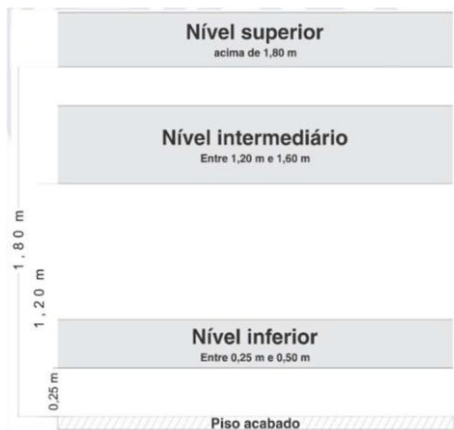 Nível superior
acima de 1,80 m
Nível intermediário
Entre 1,20 m e 1,60 m
1,80 m
1,20 m
Nível inferior
Entre 0,25 m e 0,50 m
0,25 m
Piso acabado